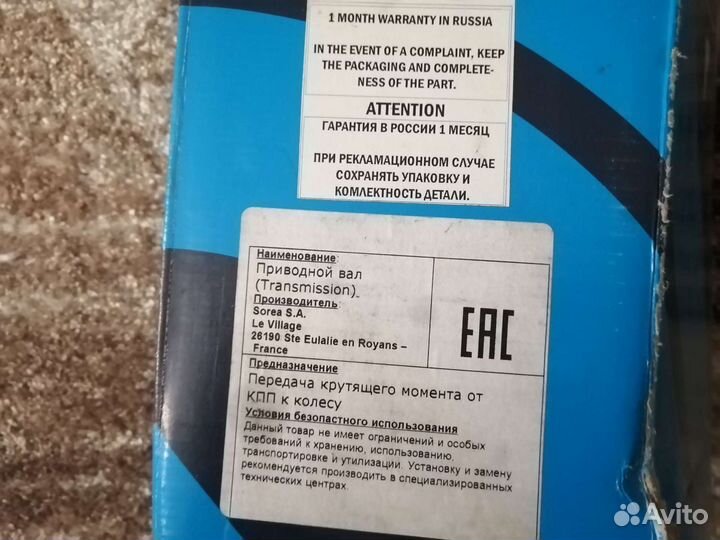 1 MONTH WARRANTY IN RUSSIA
IN THE EVENT OF A COMPLAINT, KEEP
THE PACKAGING AND COMPLETE-
NESS OF THE PART.
ATTENTION
ГАРАНТИЯ В РОССИИ 1 МЕСЯЦ
ПРИ РЕКЛАМАЦИОННОМ СЛУЧАЕ
СОХРАНЯТЬ УПАКОВКУ И
КОМЛЕКТНОСТЬ ДЕТАЛИ.
Наименование:
Приводной вал
(Transmission)
Производитель:
Sorea S.A.
Le Village
26190 Ste Eulalie en Royans –
France
EAC
Предназначение
Передача крутящего момента от
КПП к колесу
Условия безопастного использования
Данный товар не имеет ограничений и особых
требований к хранению, использованию,
транспортировке и утилизации. Установку и замену
рекомендуется производить в специализированных
технических центрах.
Avito